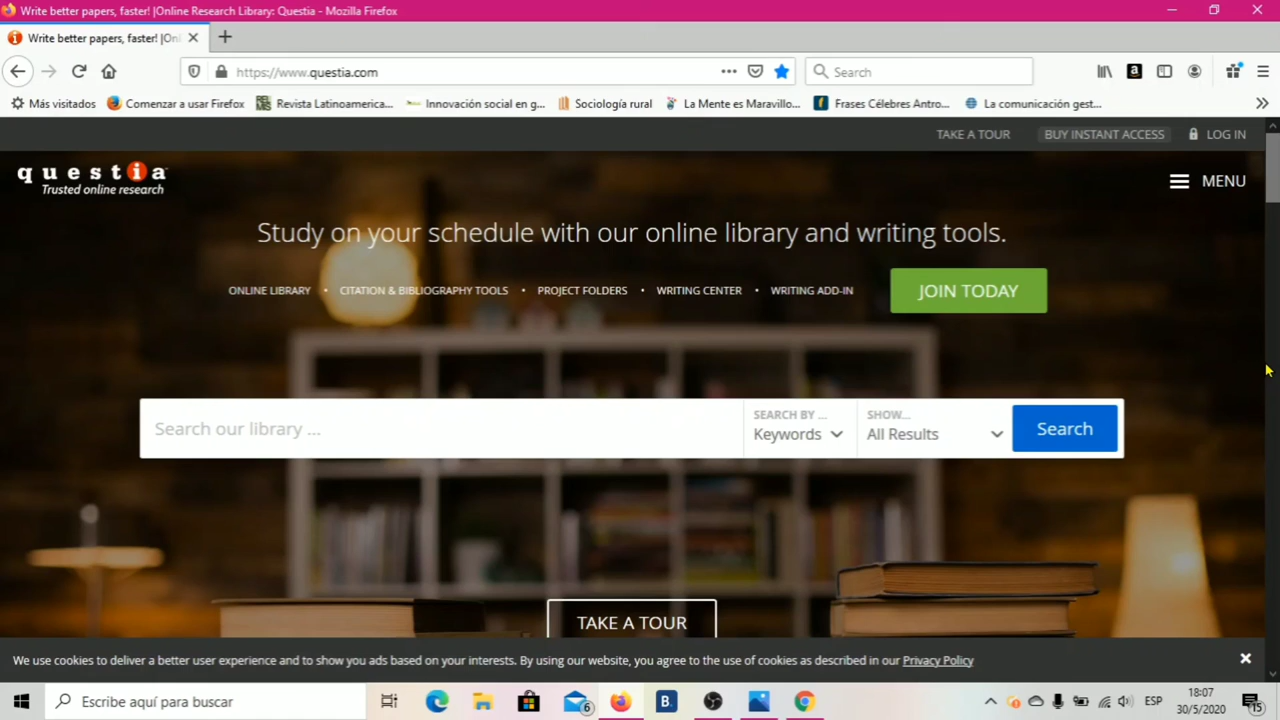 Write better papers, faster! |Online Research Library: Questia - Mozilla Firefox
Write better papers, faster! |Onl
https://www.questia.com
Search
Más visitados
Comenzar a usar Firefox
Revista Latinoamerica...
Innovación social en g...
Sociología rural
La Mente es Maravillo...
Frases Célebres Antro...
La comunicación gest...
TAKE A TOUR
BUY INSTANT ACCESS
LOG IN
questia
Trusted online research
MENU
Study on your schedule with our online library and writing tools.
ONLINE LIBRARY • CITATION & BIBLIOGRAPHY TOOLS • PROJECT FOLDERS • WRITING CENTER • WRITING ADD-IN
JOIN TODAY
Search our library ...
SEARCH BY ...
Keywords
SHOW...
All Results
Search
TAKE A TOUR
We use cookies to deliver a better user experience and to show you ads based on your interests. By using our website, you agree to the use of cookies as described in our Privacy Policy
Escribe aquí para buscar
6
B.
ESP
18:07
30/5/2020
15